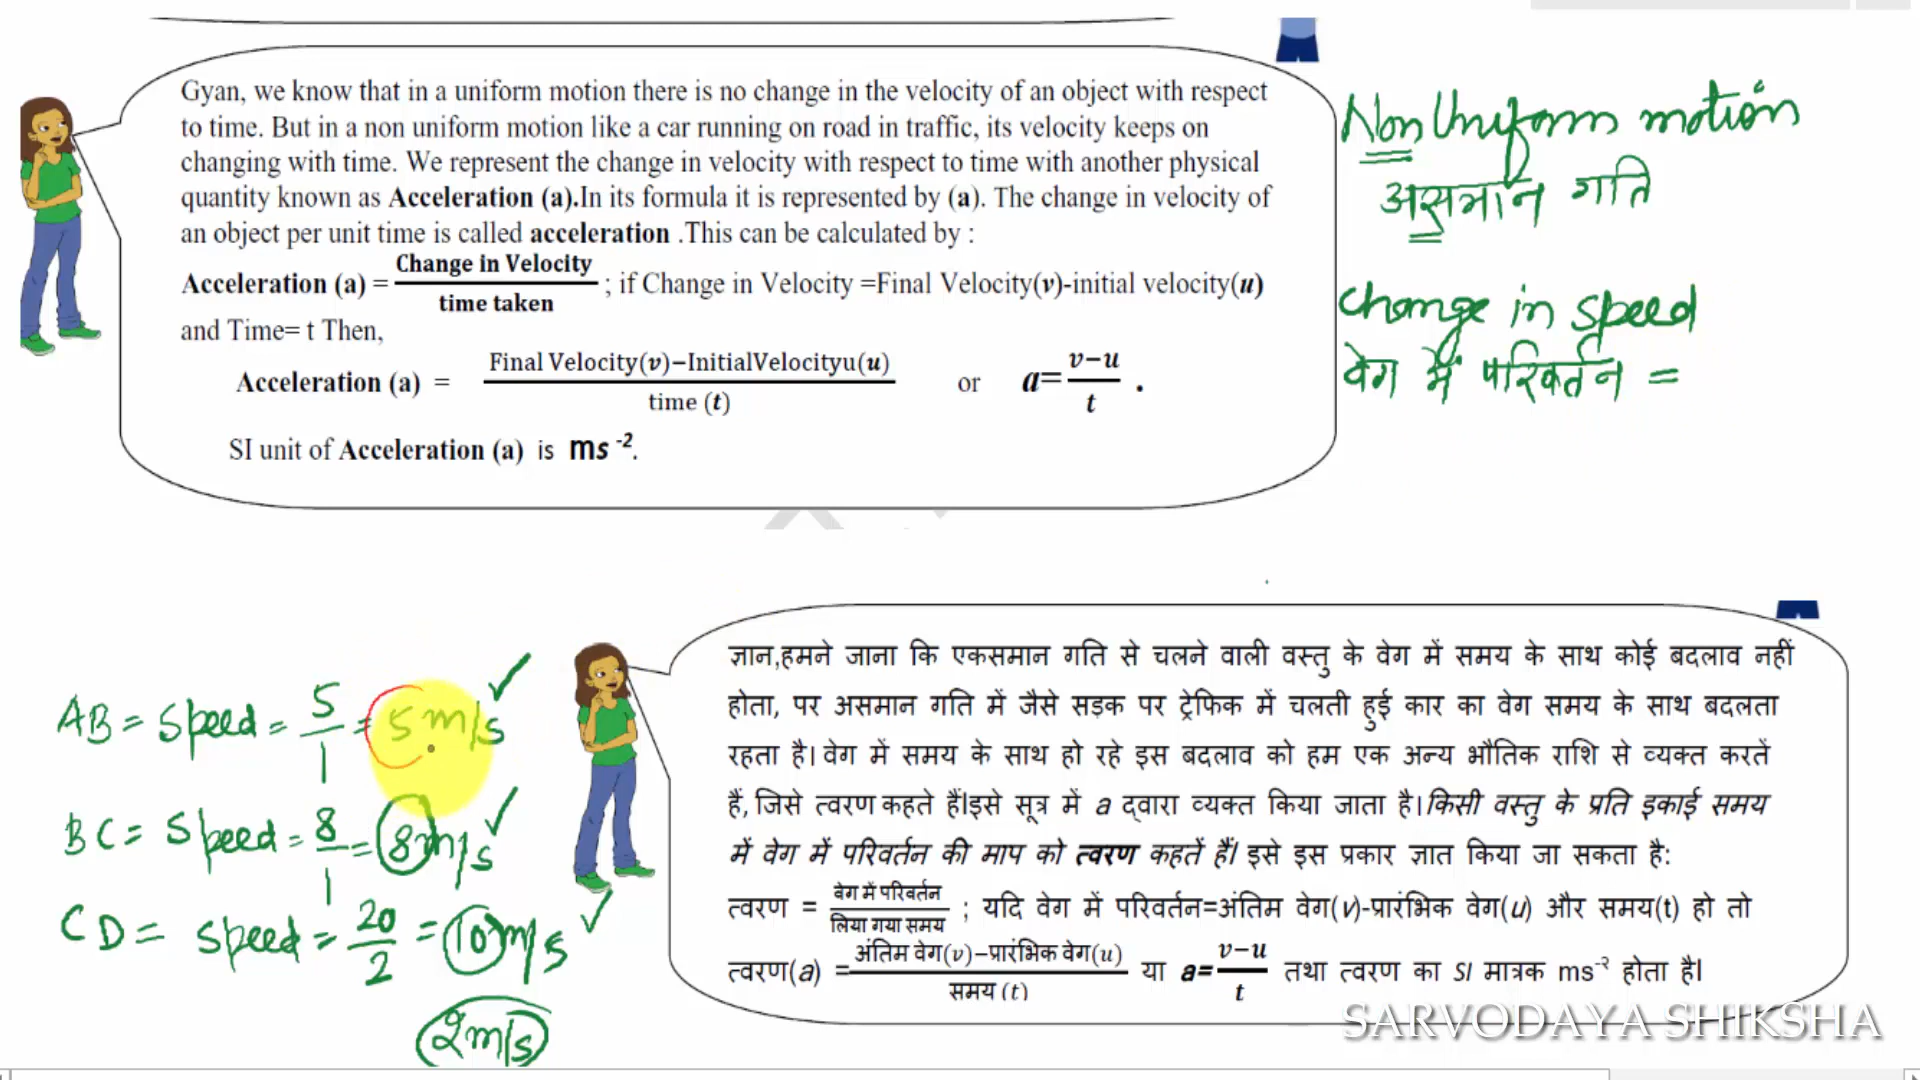 Gyan, we know that in a uniform motion there is no change in the velocity of an object with respect
to time. But in a non uniform motion like a car running on road in traffic, its velocity keeps on
changing with time. We represent the change in velocity with respect to time with another physical
quantity known as Acceleration (a).In its formula it is represented by (a). The change in velocity of
an object per unit time is called acceleration .This can be calculated by :
Acceleration (a) = Change in Velocity / time taken ; if Change in Velocity =Final Velocity(v)-initial velocity(u)
and Time= t Then,
Acceleration (a) = Final Velocity(v)−InitialVelocityu(u) / time (t) or a= v−u / t .
SI unit of Acceleration (a) is ms -2.
Non Uniform motion
असमान गति
change in speed
वेग में परिवर्तन =
AB = speed = 5/1 = 5 m/s ✓
BC = speed = 8/1 = 8 m/s ✓
CD = speed = 20/2 = 10 m/s ✓
2 m/s
ज्ञान,हमने जाना कि एकसमान गति से चलने वाली वस्तु के वेग में समय के साथ कोई बदलाव नहीं
होता, पर असमान गति में जैसे सड़क पर ट्रेफिक में चलती हुई कार का वेग समय के साथ बदलता
रहता है। वेग में समय के साथ हो रहे इस बदलाव को हम एक अन्य भौतिक राशि से व्यक्त करतें
हैं, जिसे त्वरण कहते हैं।इसे सूत्र में a द्वारा व्यक्त किया जाता है। किसी वस्तु के प्रति इकाई समय
में वेग में परिवर्तन की माप को त्वरण कहतें हैं। इसे इस प्रकार ज्ञात किया जा सकता है:
त्वरण = वेग में परिवर्तन / लिया गया समय ; यदि वेग में परिवर्तन=अंतिम वेग(v)-प्रारंभिक वेग(u) और समय(t) हो तो
त्वरण(a) = अंतिम वेग(v)−प्रारंभिक वेग(u) / समय (t) या a= v−u / t तथा त्वरण का SI मात्रक ms-२ होता है।
SARVODAYA SHIKSHA